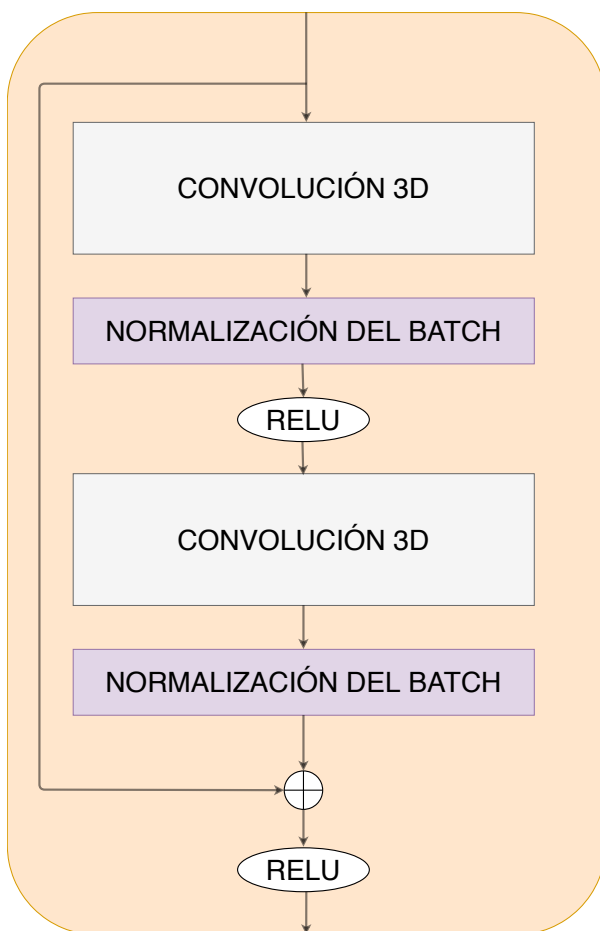 CONVOLUCIÓN 3D
NORMALIZACIÓN DEL BATCH
RELU
CONVOLUCIÓN 3D
NORMALIZACIÓN DEL BATCH
RELU